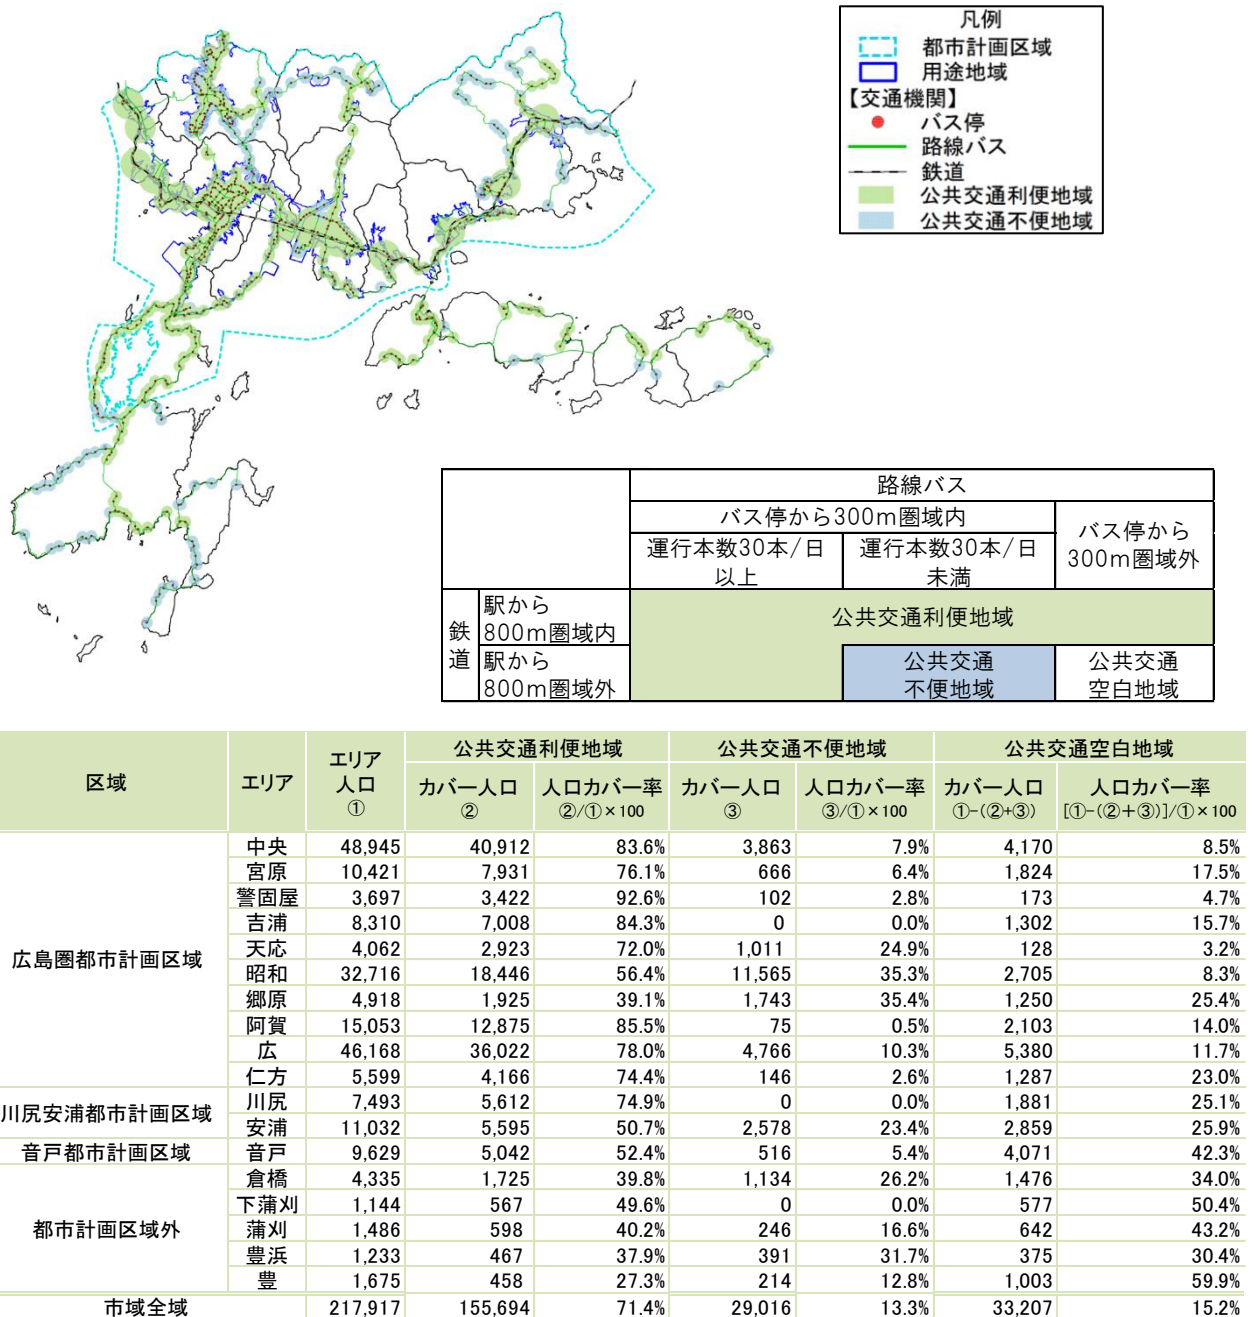 凡例
都市計画区域
用途地域
【交通機関】
バス停
路線バス
鉄道
公共交通利便地域
公共交通不便地域
路線バス
バス停から300m圏域内
バス停から
300m圏域外
運行本数30本/日
以上
運行本数30本/日
未満
鉄道
駅から
800m圏域内
公共交通利便地域
駅から
800m圏域外
公共交通
不便地域
公共交通
空白地域
区域 エリア エリア人口① 公共交通利便地域 公共交通不便地域 公共交通空白地域
カバー人口② 人口カバー率②/①×100 カバー人口③ 人口カバー率③/①×100 カバー人口①-(②+③) 人口カバー率[①-(②+③)]/①×100
広島圏都市計画区域
中央 48,945 40,912 83.6% 3,863 7.9% 4,170 8.5%
宮原 10,421 7,931 76.1% 666 6.4% 1,824 17.5%
警固屋 3,697 3,422 92.6% 102 2.8% 173 4.7%
吉浦 8,310 7,008 84.3% 0 0.0% 1,302 15.7%
天応 4,062 2,923 72.0% 1,011 24.9% 128 3.2%
昭和 32,716 18,446 56.4% 11,565 35.3% 2,705 8.3%
郷原 4,918 1,925 39.1% 1,743 35.4% 1,250 25.4%
阿賀 15,053 12,875 85.5% 75 0.5% 2,103 14.0%
広 46,168 36,022 78.0% 4,766 10.3% 5,380 11.7%
仁方 5,599 4,166 74.4% 146 2.6% 1,287 23.0%
川尻安浦都市計画区域
川尻 7,493 5,612 74.9% 0 0.0% 1,881 25.1%
安浦 11,032 5,595 50.7% 2,578 23.4% 2,859 25.9%
音戸都市計画区域 音戸 9,629 5,042 52.4% 516 5.4% 4,071 42.3%
都市計画区域外
倉橋 4,335 1,725 39.8% 1,134 26.2% 1,476 34.0%
下蒲刈 1,144 567 49.6% 0 0.0% 577 50.4%
蒲刈 1,486 598 40.2% 246 16.6% 642 43.2%
豊浜 1,233 467 37.9% 391 31.7% 375 30.4%
豊 1,675 458 27.3% 214 12.8% 1,003 59.9%
市域全域 217,917 155,694 71.4% 29,016 13.3% 33,207 15.2%